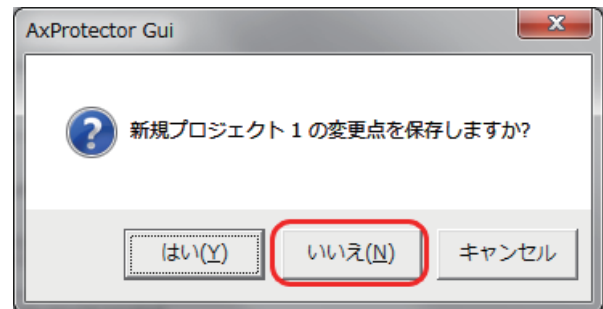 AxProtector Gui
新規プロジェクト 1 の変更点を保存しますか?
はい(Y)
いいえ(N)
キャンセル